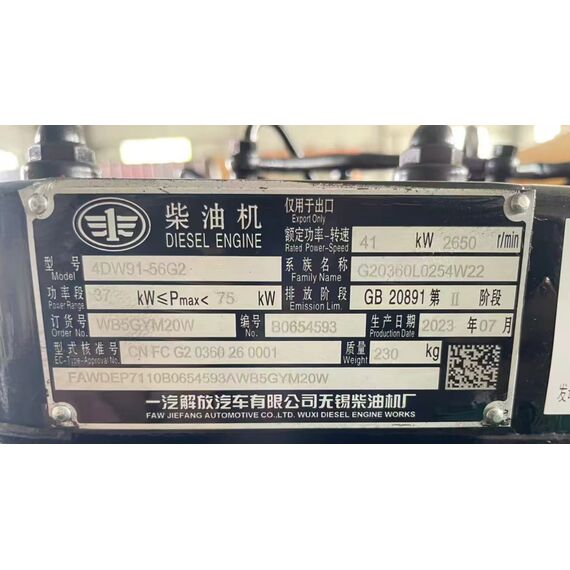 柴油机
DIESEL ENGINE
仅用于出口
Export Only
额定功率-转速 41 kW 2650 r/min
Rated Power-Speed
型号 4DW91-56G2 系族名称 G20360L0254W22
Model Family Name
功率段 37 kW≤Pmax< 75 kW 排放阶段 GB 20891 第 II 阶段
Power Range Emission Lim.
订货号 WB5GYM20W 编号 B0654593 生产日期 2023 年 07 月
Order No. Serial No. Production Date
型式核准号 CN FC G2 0360 26 0001 质量 230 kg
EC-Type-Approval No. Weight
FAWDEP7110B0654593AWB5GYM20W
一汽解放汽车有限公司无锡柴油机厂
FAW JIEFANG AUTOMOTIVE CO.,LTD. WUXI DIESEL ENGINE WORKS